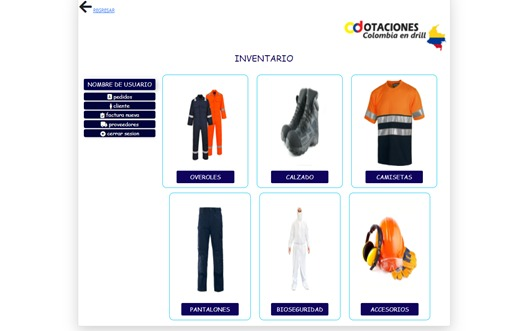 REGRESAR
dOTACIONES
Colombia en drill
INVENTARIO
NOMBRE DE USUARIO
pedidos
cliente
factura nueva
proveedores
cerrar sesion
OVEROLES
CALZADO
CAMISETAS
PANTALONES
BIOSEGURIDAD
ACCESORIOS